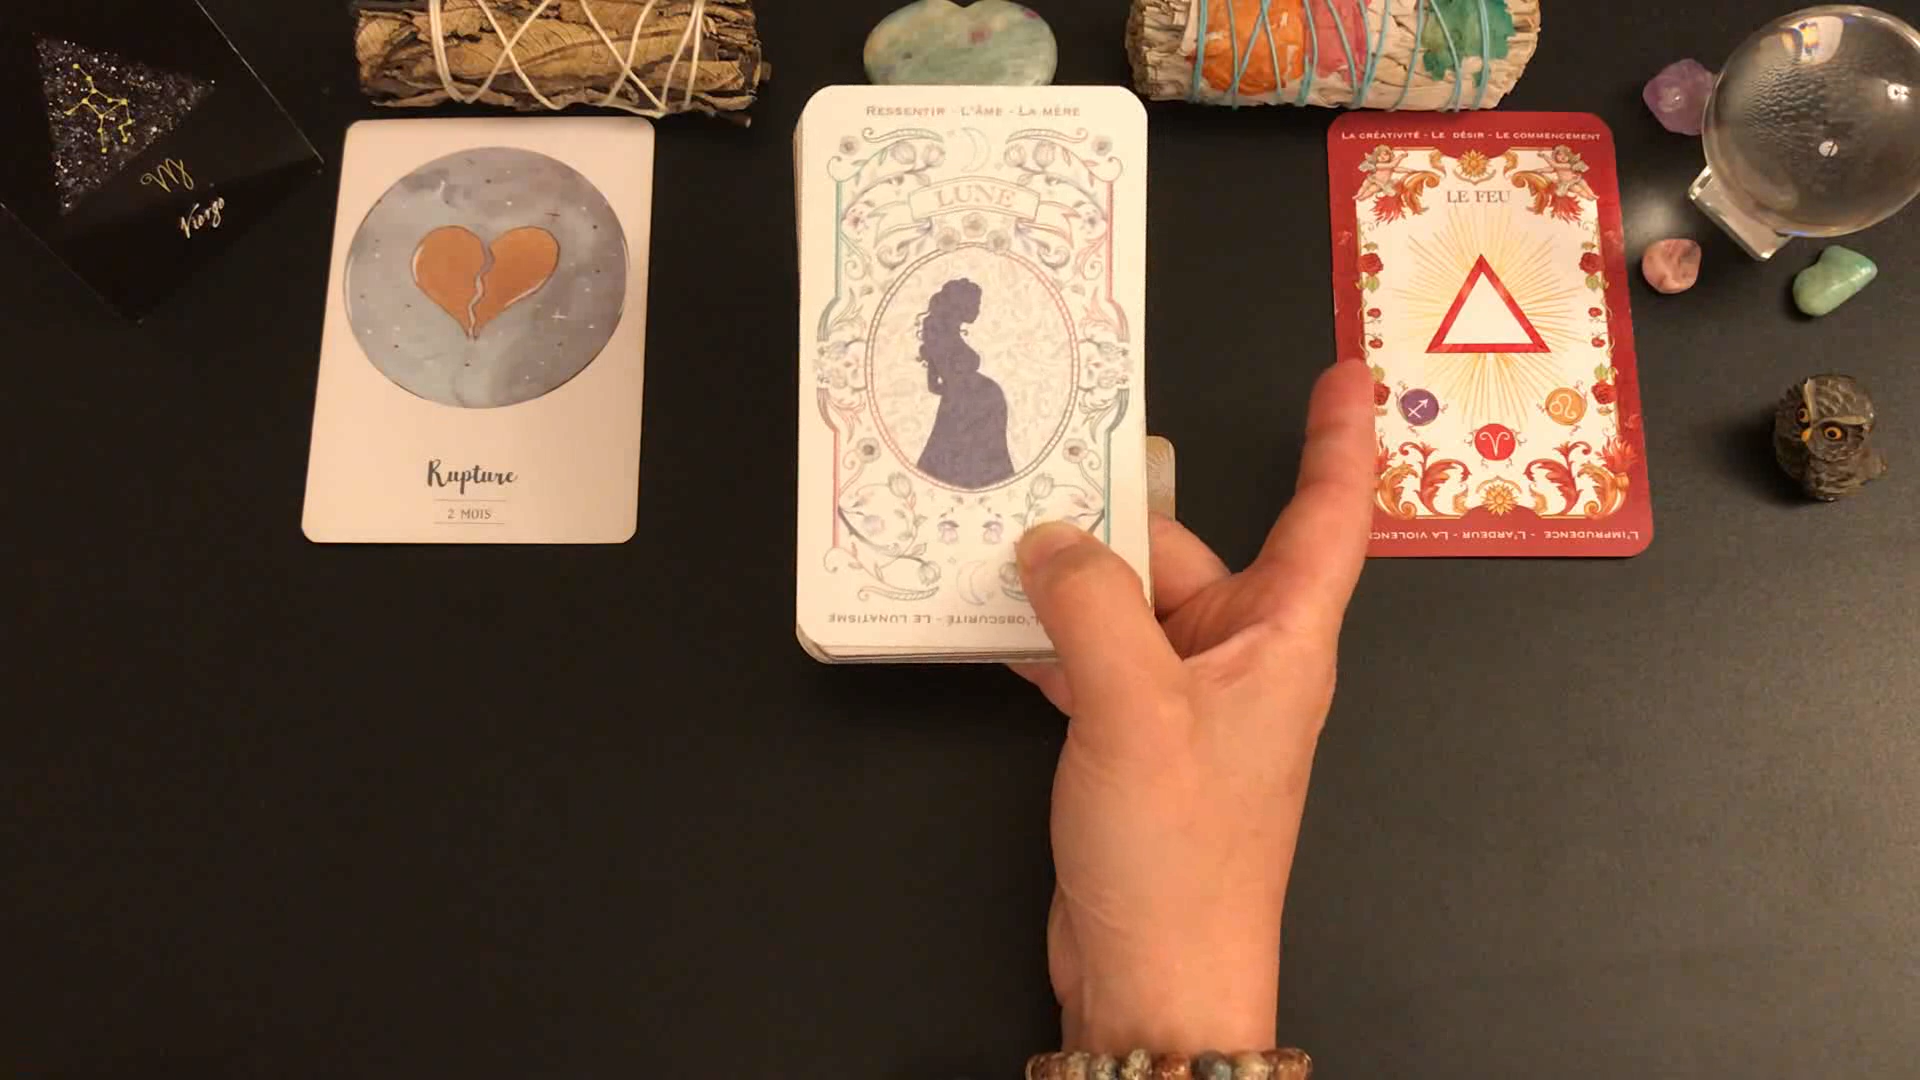 Vierge
Rupture
2 MOIS
RESSENTIR - L'ÂME - LA MÈRE
LUNE
L'OBSCURITÉ - LE LUNATISME
LA CRÉATIVITÉ - LE DÉSIR - LE COMMENCEMENT
LE FEU
L'IMPRUDENCE - L'ARDEUR - LA